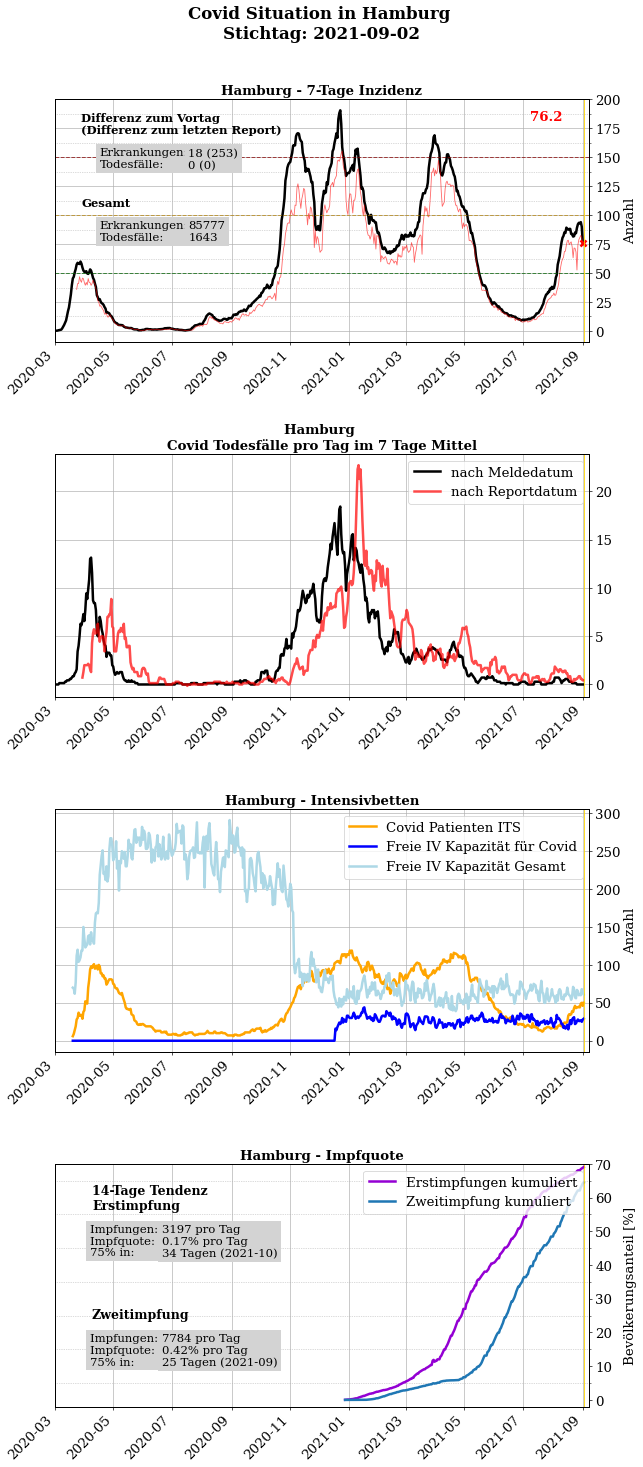 Covid Situation in Hamburg
Stichtag: 2021-09-02
Hamburg - 7-Tage Inzidenz
Differenz zum Vortag
(Differenz zum letzten Report)
Erkrankungen 18 (253)
Todesfälle: 0 (0)
Gesamt
Erkrankungen 85777
Todesfälle: 1643
76.2
200
175
150
125
100
75
50
25
0
Anzahl
2020-03 2020-05 2020-07 2020-09 2020-11 2021-01 2021-03 2021-05 2021-07 2021-09
Hamburg
Covid Todesfälle pro Tag im 7 Tage Mittel
nach Meldedatum
nach Reportdatum
20
15
10
5
0
2020-03 2020-05 2020-07 2020-09 2020-11 2021-01 2021-03 2021-05 2021-07 2021-09
Hamburg - Intensivbetten
Covid Patienten ITS
Freie IV Kapazität für Covid
Freie IV Kapazität Gesamt
300
250
200
150
100
50
0
Anzahl
2020-03 2020-05 2020-07 2020-09 2020-11 2021-01 2021-03 2021-05 2021-07 2021-09
Hamburg - Impfquote
14-Tage Tendenz
Erstimpfung
Impfungen: 3197 pro Tag
Impfquote: 0.17% pro Tag
75% in: 34 Tagen (2021-10)
Zweitimpfung
Impfungen: 7784 pro Tag
Impfquote: 0.42% pro Tag
75% in: 25 Tagen (2021-09)
Erstimpfungen kumuliert
Zweitimpfung kumuliert
70
60
50
40
30
20
10
0
Bevölkerungsanteil [%]
2020-03 2020-05 2020-07 2020-09 2020-11 2021-01 2021-03 2021-05 2021-07 2021-09